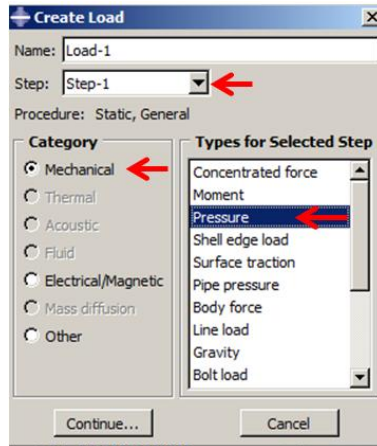 Create Load
Name: Load-1
Step: Step-1
Procedure: Static, General
Category
Mechanical
Thermal
Acoustic
Fluid
Electrical/Magnetic
Mass diffusion
Other
Types for Selected Step
Concentrated force
Moment
Pressure
Shell edge load
Surface traction
Pipe pressure
Body force
Line load
Gravity
Bolt load
Continue...
Cancel